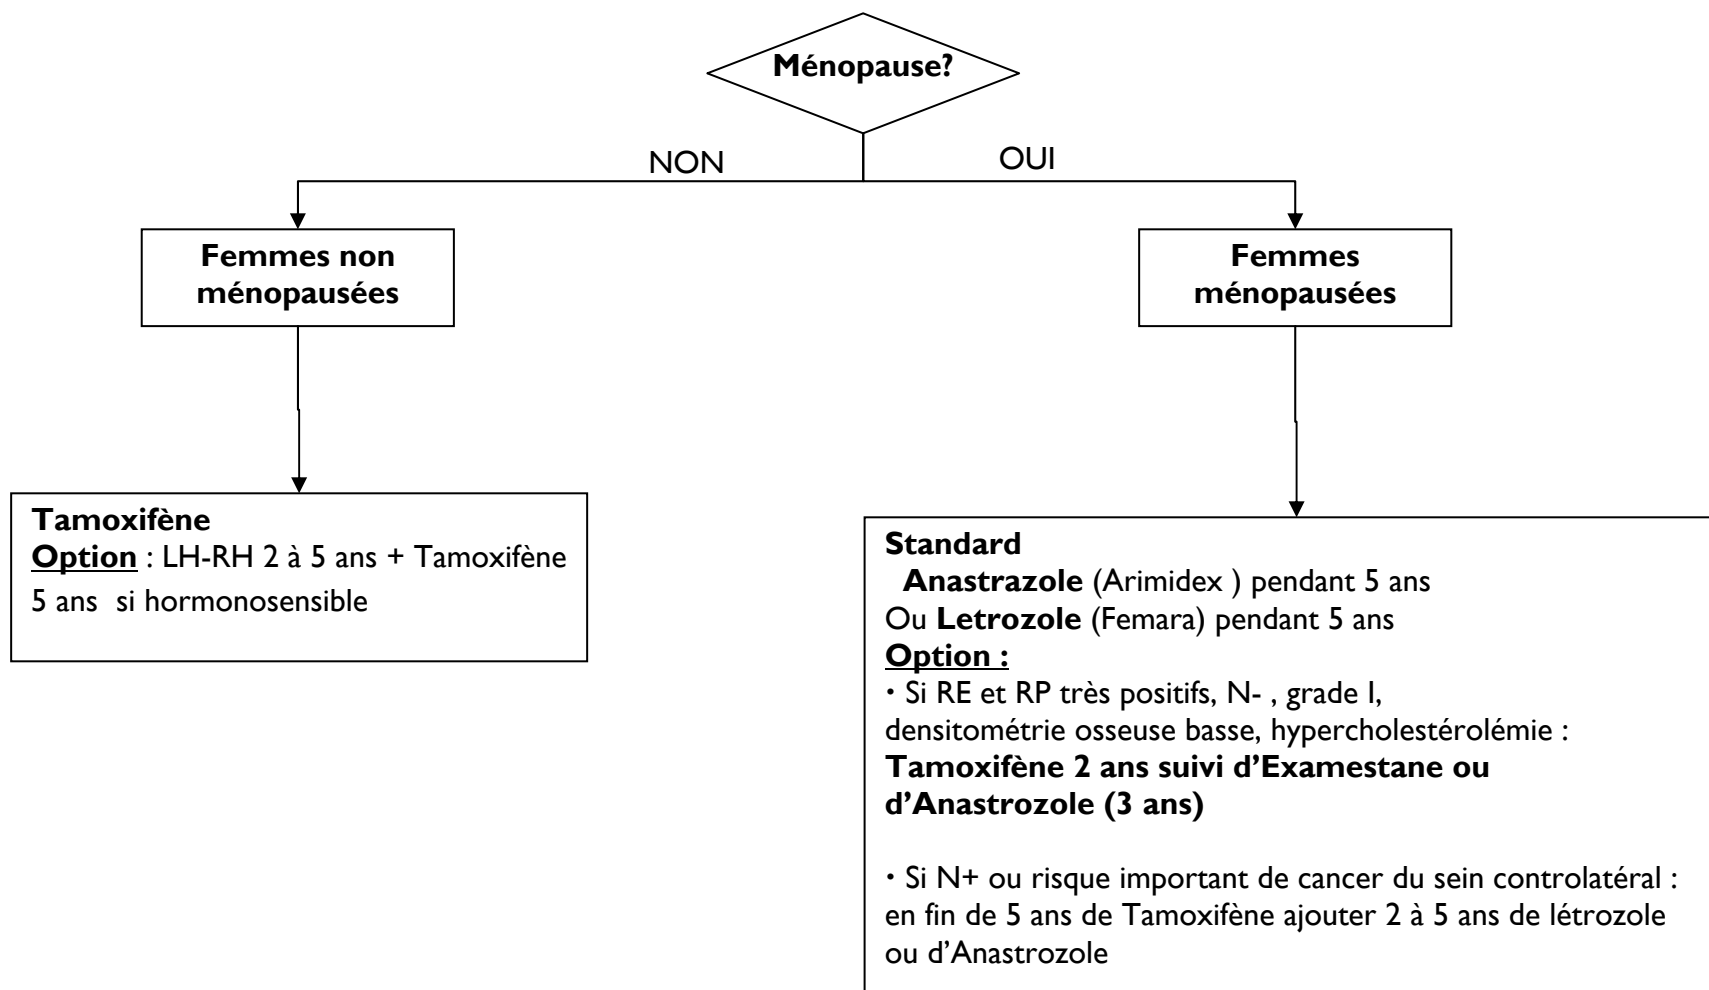 Ménopause?
NON
OUI
Femmes non
ménopausées
Femmes
ménopausées
Tamoxifène
Option : LH-RH 2 à 5 ans + Tamoxifène
5 ans si hormonosensible
Standard
Anastrazole (Arimidex ) pendant 5 ans
Ou Letrozole (Femara) pendant 5 ans
Option :
• Si RE et RP très positifs, N- , grade I,
densitométrie osseuse basse, hypercholestérolémie :
Tamoxifène 2 ans suivi d’Examestane ou
d’Anastrozole (3 ans)
• Si N+ ou risque important de cancer du sein controlatéral :
en fin de 5 ans de Tamoxifène ajouter 2 à 5 ans de létrozole
ou d’Anastrozole